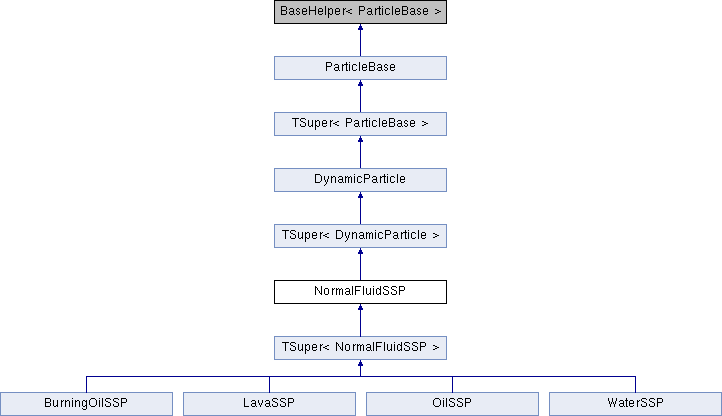 BaseHelper< ParticleBase >
ParticleBase
TSuper< ParticleBase >
DynamicParticle
TSuper< DynamicParticle >
NormalFluidSSP
TSuper< NormalFluidSSP >
BurningOilSSP LavaSSP OilSSP WaterSSP